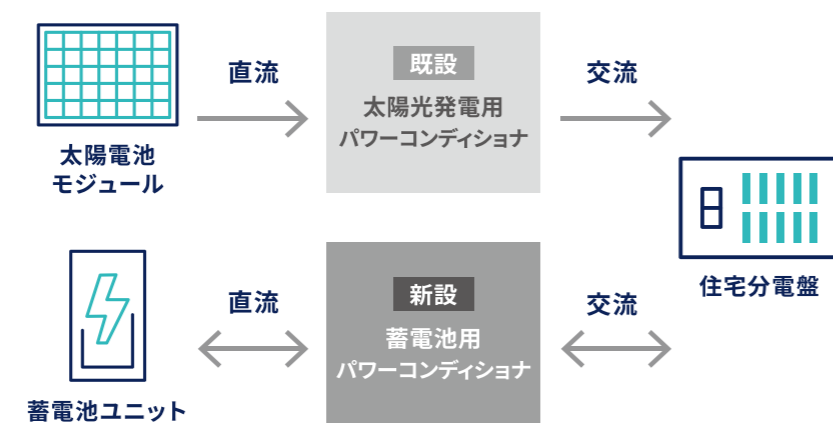 直流
既設
太陽光発電用
パワーコンディショナ
交流
太陽電池
モジュール
住宅分電盤
直流
新設
蓄電池用
パワーコンディショナ
交流
蓄電池ユニット